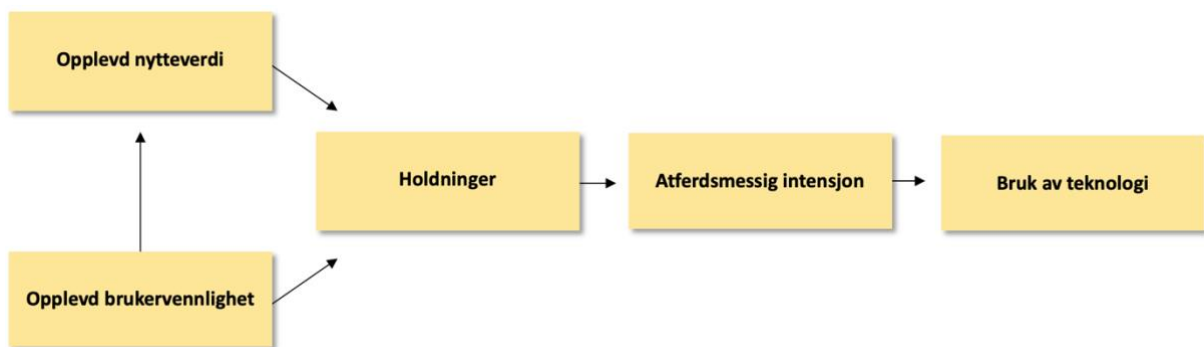 Opplevd nytteverdi
Holdninger
Atferdsmessig intensjon
Bruk av teknologi
Opplevd brukervennlighet